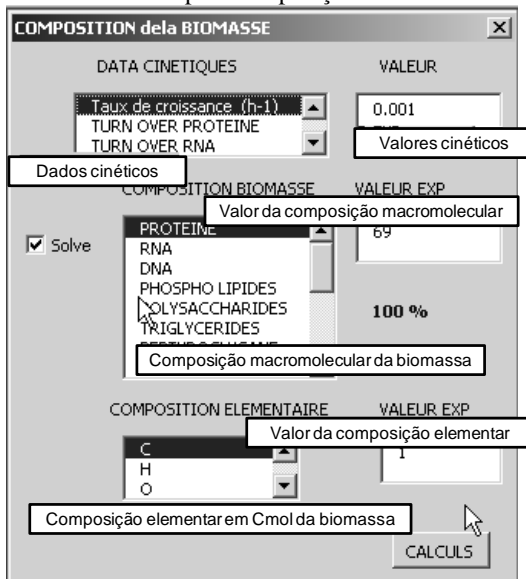 COMPOSITION dela BIOMASSE
DATA CINETIQUES VALEUR
Taux de croissance (h-1) 0.001
TURN OVER PROTEINE
TURN OVER RNA Valores cinéticos
Dados cinéticos
COMPOSITION BIOMASSE VALEUR EXP
Valor da composição macromolecular
Solve PROTEINE 69
RNA
DNA
PHOSPHO LIPIDES
POLYSACCHARIDES 100 %
TRIGLYCERIDES
Composição macromolecular da biomassa
COMPOSITION ELEMENTAIRE VALEUR EXP
Valor da composição elementar
C 1
H
O
Composição elementar em Cmol da biomassa
CALCULS